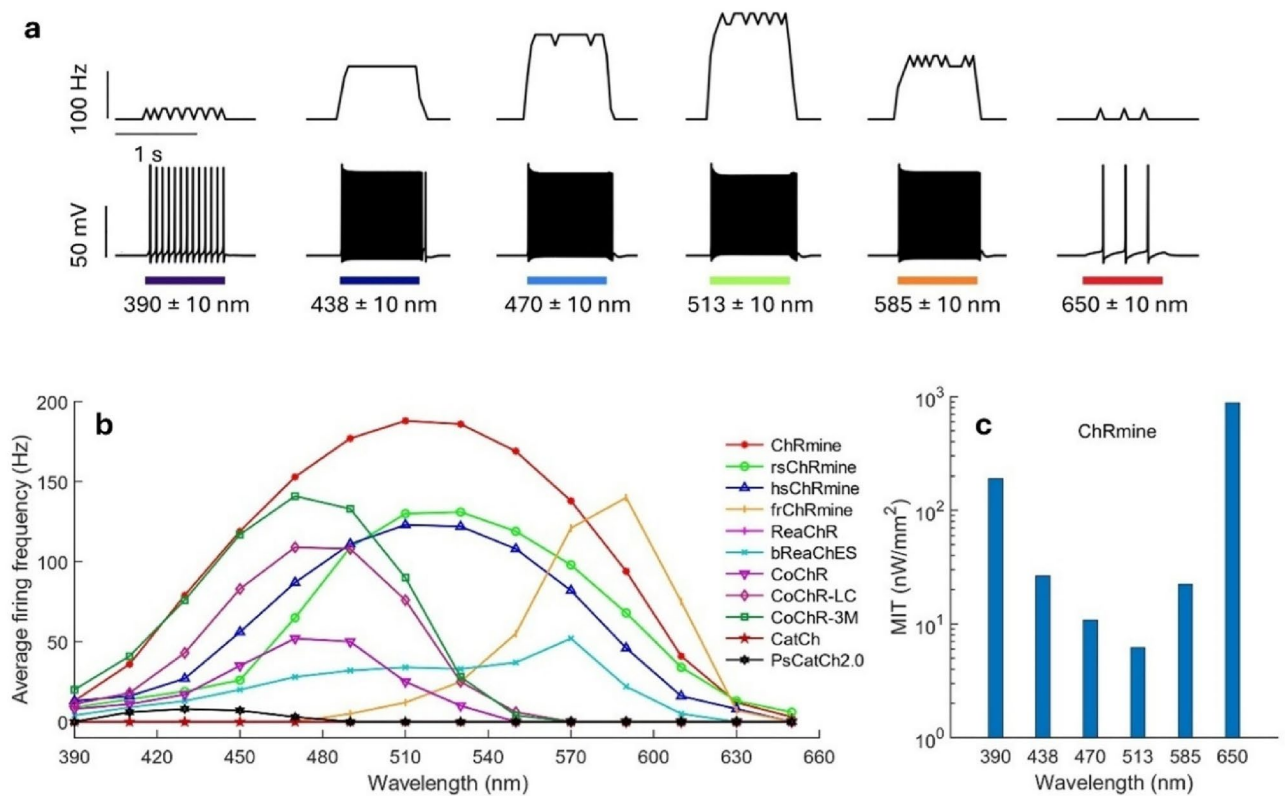 a
100 Hz
1 s
50 mV
390 ± 10 nm 438 ± 10 nm 470 ± 10 nm 513 ± 10 nm 585 ± 10 nm 650 ± 10 nm
b
Average firing frequency (Hz)
200
150
100
50
0
390 420 450 480 510 540 570 600 630 660
Wavelength (nm)
ChRmine
rsChRmine
hsChRmine
frChRmine
ReaChR
bReaChES
CoChR
CoChR-LC
CoChR-3M
CatCh
PsCatCh2.0
c
ChRmine
MIT (nW/mm²)
10³
10²
10¹
10⁰
390 438 470 513 585 650
Wavelength (nm)